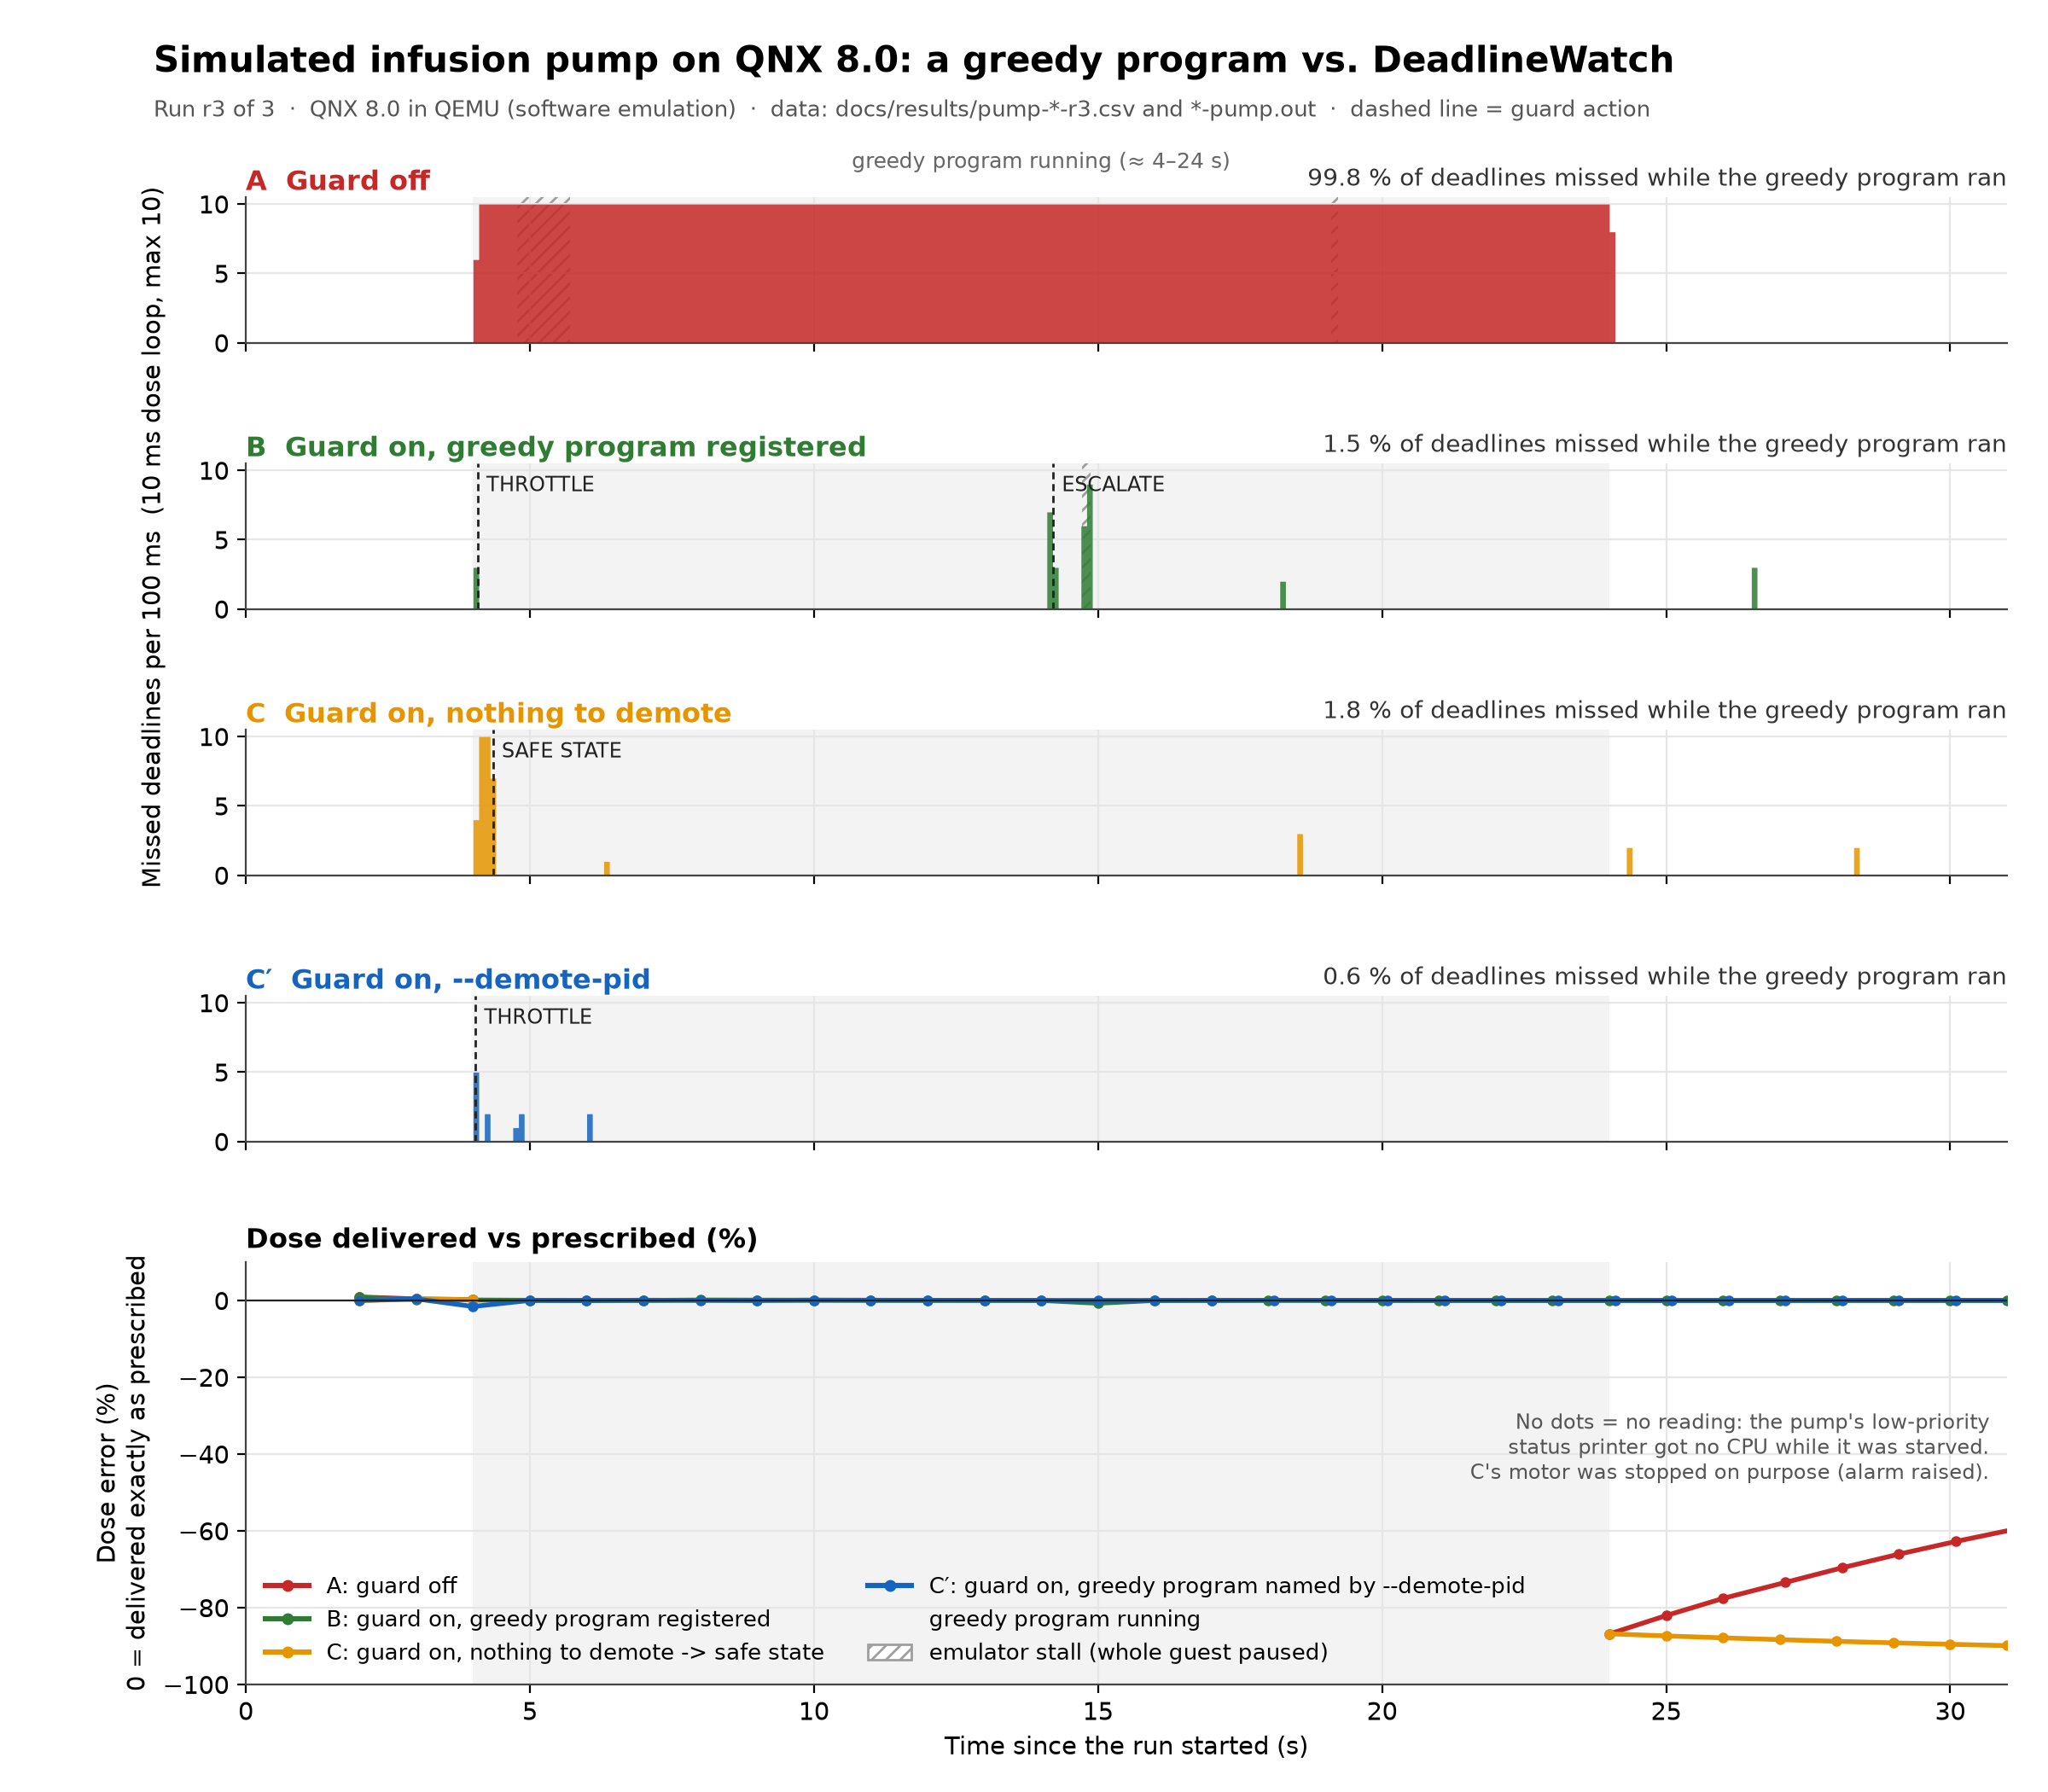 Simulated infusion pump on QNX 8.0: a greedy program vs. DeadlineWatch
Run r3 of 3 · QNX 8.0 in QEMU (software emulation) · data: docs/results/pump-*-r3.csv and *-pump.out · dashed line = guard action
greedy program running (≈ 4–24 s)
A Guard off
99.8 % of deadlines missed while the greedy program ran
10
5
0
Missed deadlines per 100 ms (10 ms dose loop, max 10)
B Guard on, greedy program registered
1.5 % of deadlines missed while the greedy program ran
10
THROTTLE
ESCALATE
5
0
C Guard on, nothing to demote
1.8 % of deadlines missed while the greedy program ran
10
SAFE STATE
5
0
C′ Guard on, --demote-pid
0.6 % of deadlines missed while the greedy program ran
10
THROTTLE
5
0
Dose delivered vs prescribed (%)
Dose error (%)
0 = delivered exactly as prescribed
0
−20
−40
−60
−80
−100
No dots = no reading: the pump's low-priority
status printer got no CPU while it was starved.
C's motor was stopped on purpose (alarm raised).
A: guard off
B: guard on, greedy program registered
C: guard on, nothing to demote -> safe state
C′: guard on, greedy program named by --demote-pid
greedy program running
emulator stall (whole guest paused)
0 5 10 15 20 25 30
Time since the run started (s)